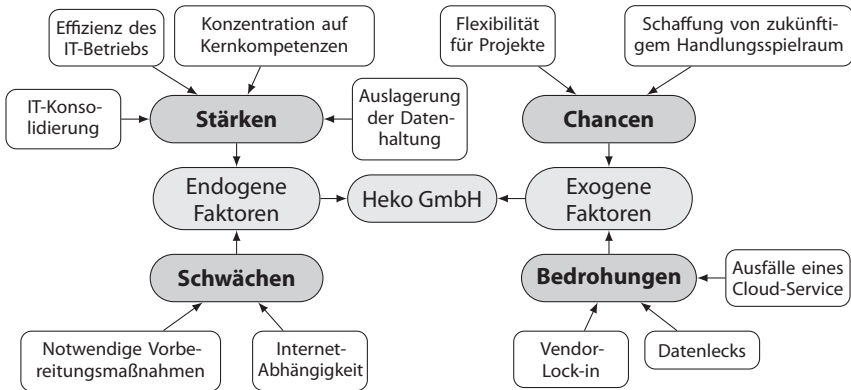 Effizienz des
IT-Betriebs
Konzentration auf
Kernkompetenzen
Flexibilität
für Projekte
Schaffung von zukünfti-
gem Handlungsspielraum
IT-Konso-
lidierung
Stärken
Auslagerung
der Daten-
haltung
Chancen
Endogene
Faktoren
Heko GmbH
Exogene
Faktoren
Schwächen
Bedrohungen
Ausfälle eines
Cloud-Service
Notwendige Vorbe-
reitungsmaßnahmen
Internet-
Abhängigkeit
Vendor-
Lock-in
Datenlecks